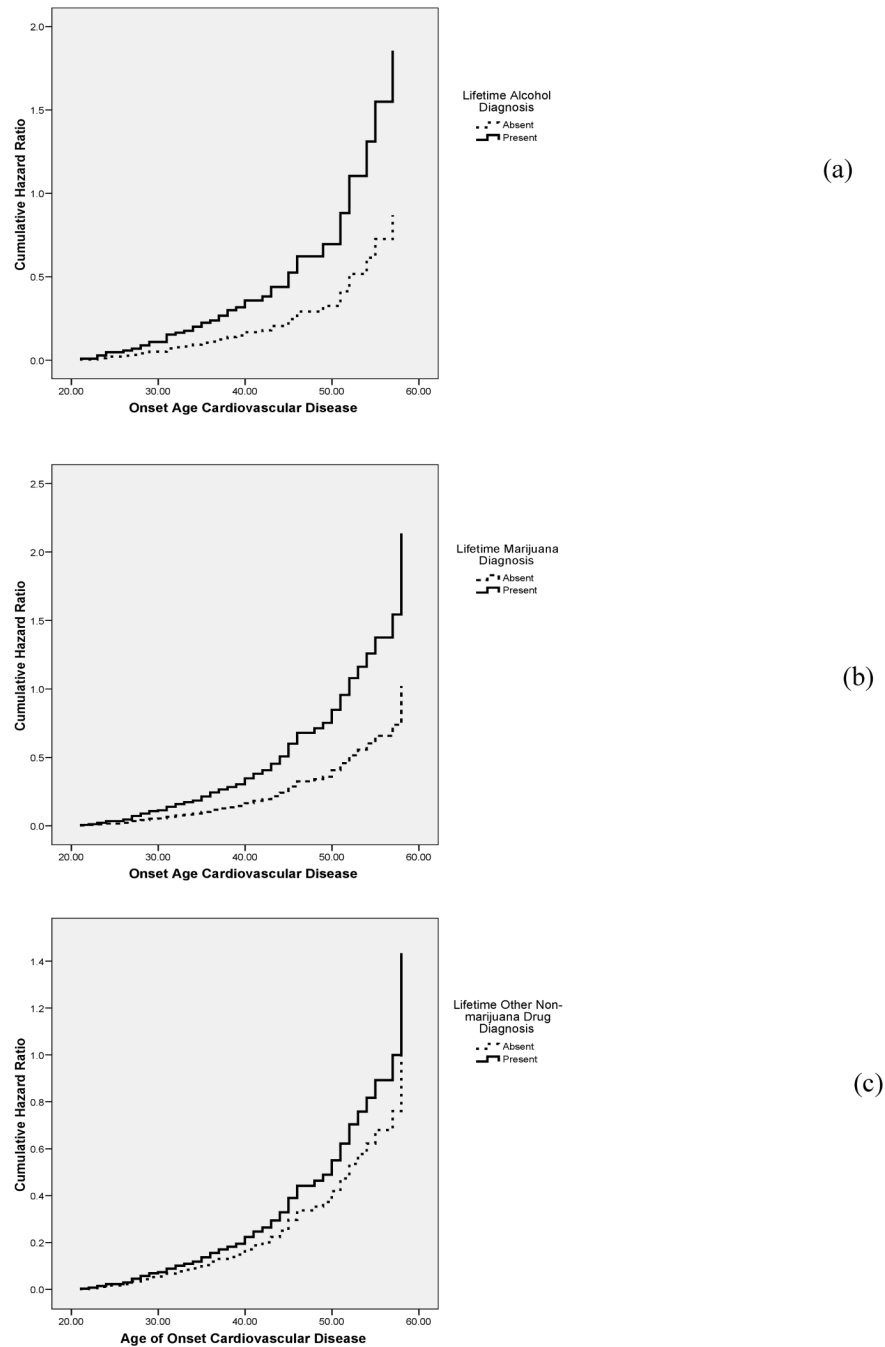 2.0
1.5
1.0
0.5
0.0
Cumulative Hazard Ratio
20.00 30.00 40.00 50.00 60.00
Onset Age Cardiovascular Disease
Lifetime Alcohol
Diagnosis
Absent
Present
(a)
2.5
2.0
1.5
1.0
0.5
0.0
Cumulative Hazard Ratio
20.00 30.00 40.00 50.00 60.00
Onset Age Cardiovascular Disease
Lifetime Marijuana
Diagnosis
Absent
Present
(b)
1.4
1.2
1.0
0.8
0.6
0.4
0.2
0.0
Cumulative Hazard Ratio
20.00 30.00 40.00 50.00 60.00
Age of Onset Cardiovascular Disease
Lifetime Other Non-
marijuana Drug
Diagnosis
Absent
Present
(c)